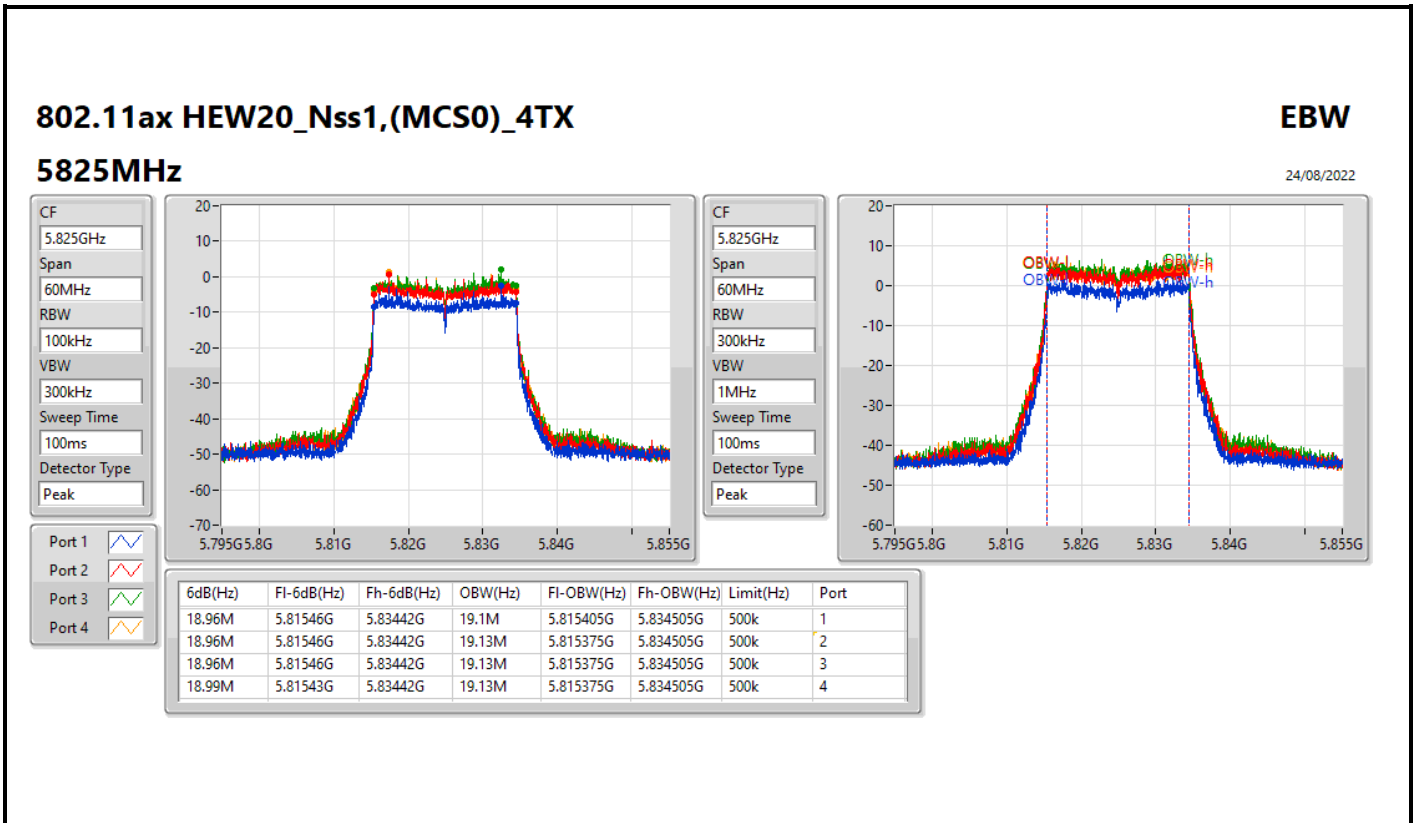 802.11ax HEW20_Nss1,(MCS0)_4TX
EBW
5825MHz
24/08/2022
CF
5.825GHz
Span
60MHz
RBW
100kHz
VBW
300kHz
Sweep Time
100ms
Detector Type
Peak
20
10
0
-10
-20
-30
-40
-50
-60
-70
5.795G 5.8G 5.81G 5.82G 5.83G 5.84G 5.855G
CF
5.825GHz
Span
60MHz
RBW
300kHz
VBW
1MHz
Sweep Time
100ms
Detector Type
Peak
20
10
0
-10
-20
-30
-40
-50
-60
5.795G 5.8G 5.81G 5.82G 5.83G 5.84G 5.855G
Port 1
Port 2
Port 3
Port 4
6dB(Hz) Fl-6dB(Hz) Fh-6dB(Hz) OBW(Hz) Fl-OBW(Hz) Fh-OBW(Hz) Limit(Hz) Port
18.96M 5.81546G 5.83442G 19.1M 5.815405G 5.834505G 500k 1
18.96M 5.81546G 5.83442G 19.13M 5.815375G 5.834505G 500k 2
18.96M 5.81546G 5.83442G 19.13M 5.815375G 5.834505G 500k 3
18.99M 5.81543G 5.83442G 19.13M 5.815375G 5.834505G 500k 4